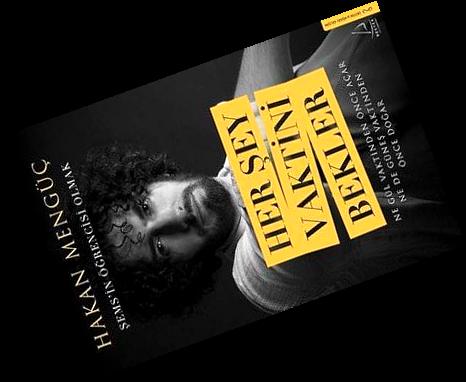 HAKAN MENGÜÇ
ŞEMS'İN ÖĞRENCİSİ OLMAK
HER ŞEY
VAKTİNİ
BEKLER
NE GÜL VAKTİNDEN ÖNCE AÇAR
NE DE GÜNEŞ VAKTİNDEN
ÖNCE DOĞAR